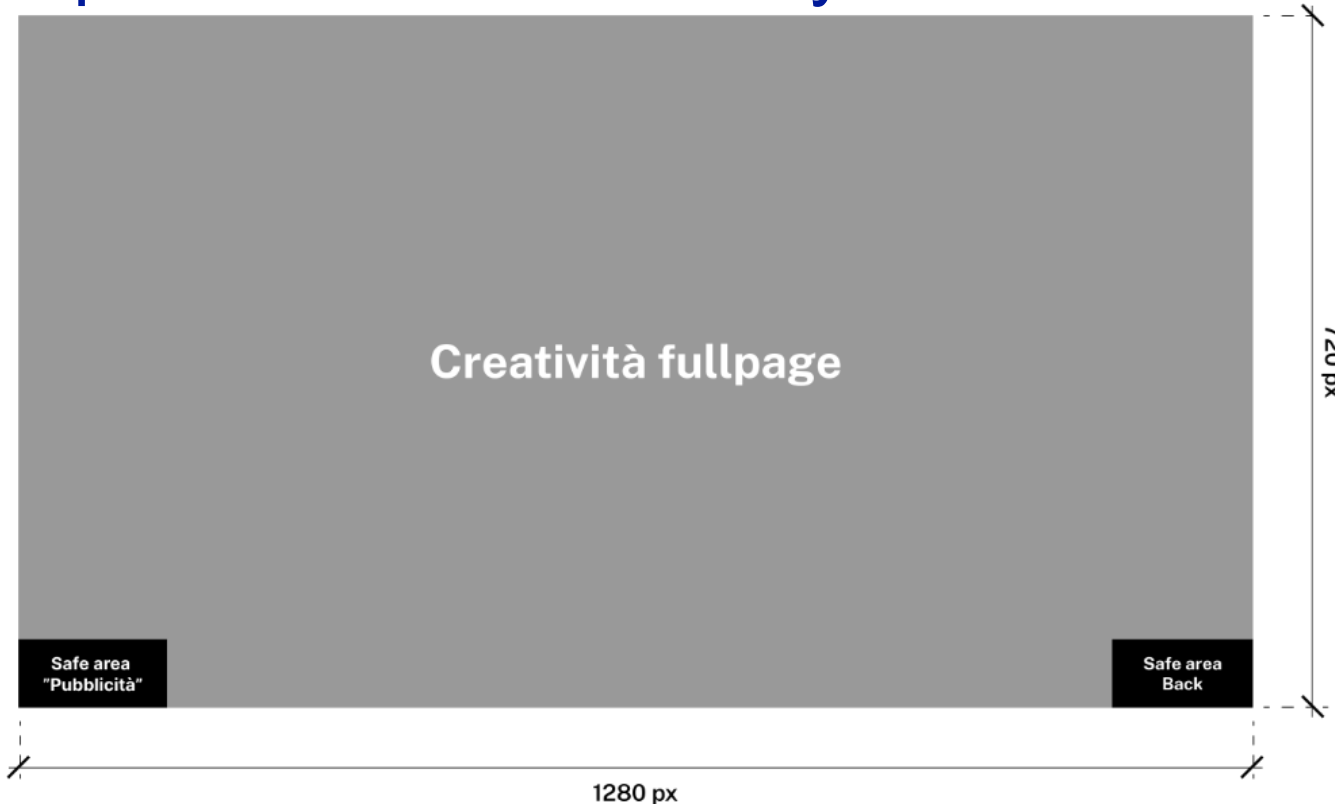 Creatività fullpage
720 px
Safe area
"Pubblicità"
Safe area
Back
1280 px